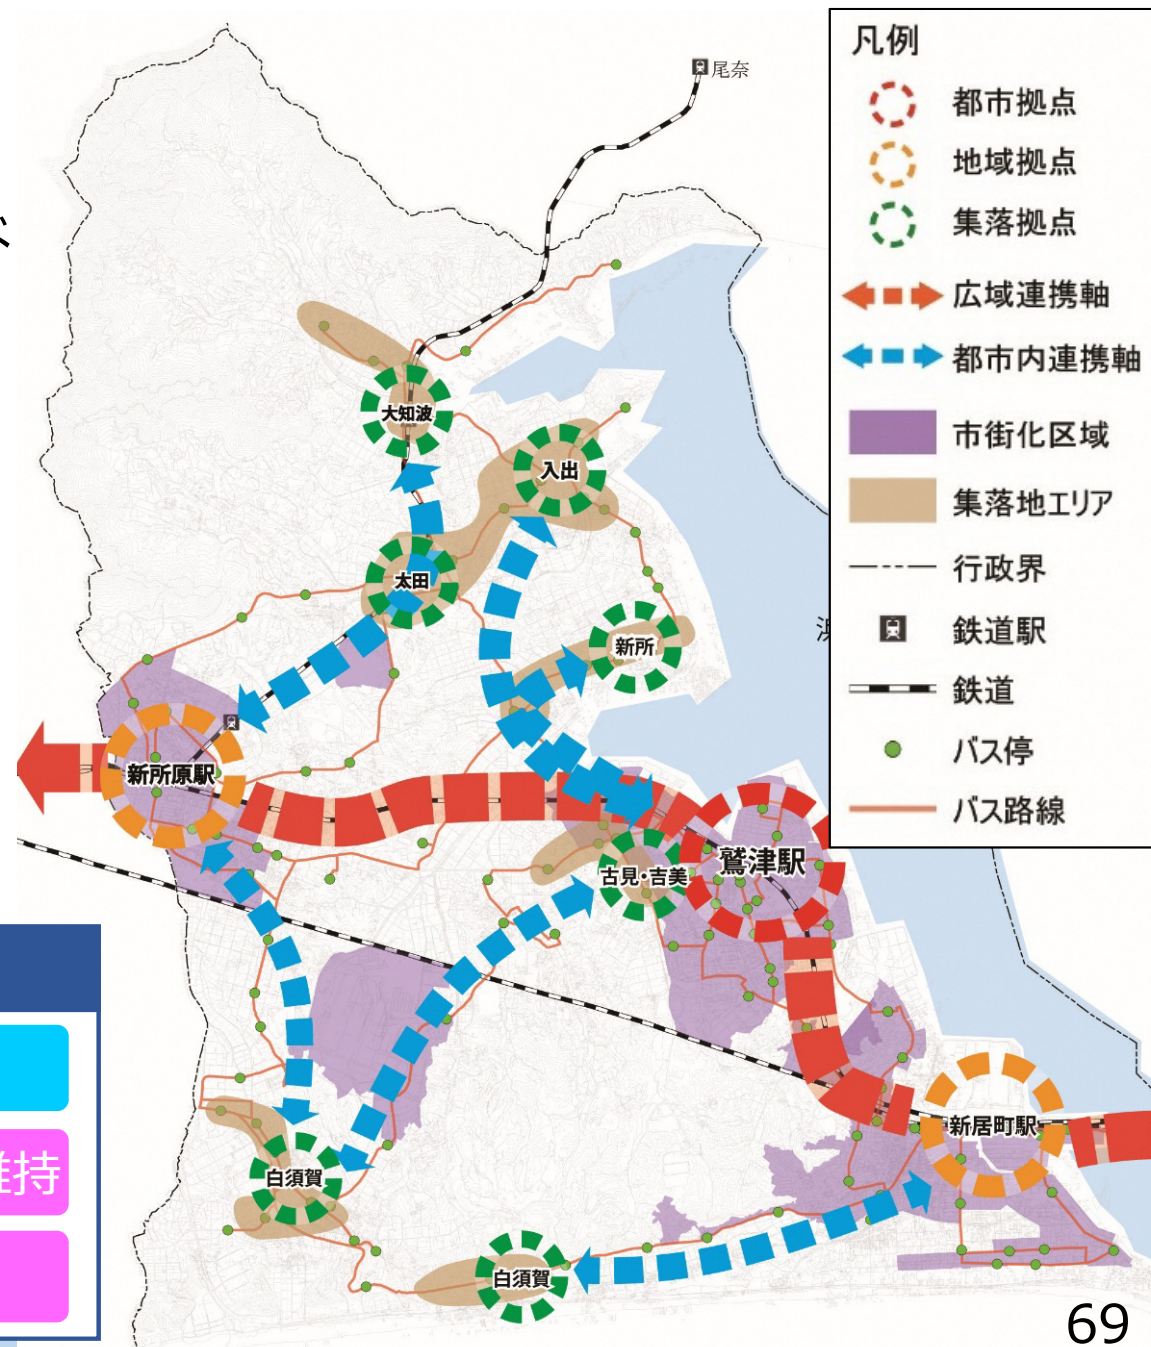 尾奈
凡例
都市拠点
地域拠点
集落拠点
広域連携軸
都市内連携軸
市街化区域
集落地エリア
行政界
鉄道駅
鉄道
バス停
バス路線
大知波
入出
太田
新所
新所原駅
古見・吉美
鷲津駅
新居町駅
白須賀
白須賀
維持
69